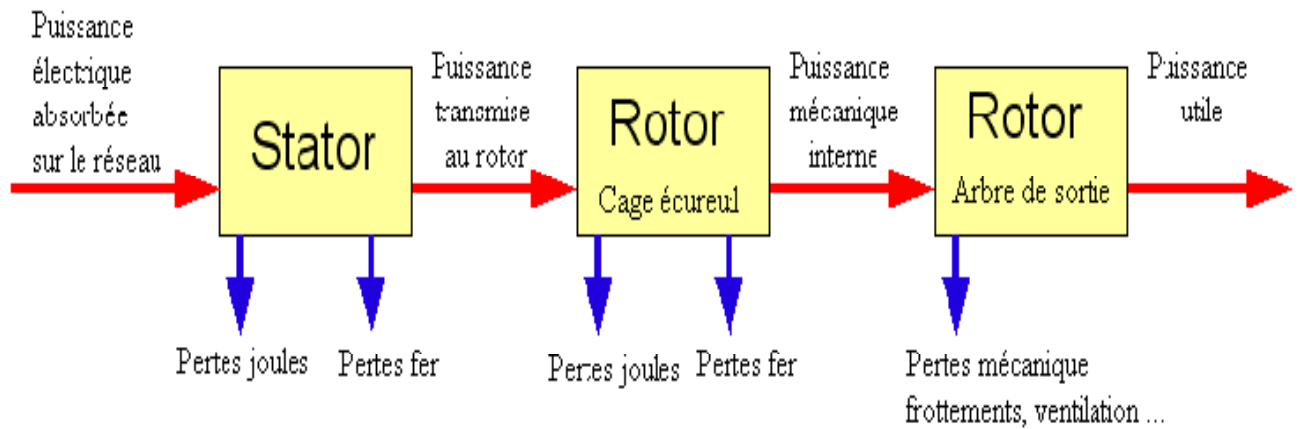 Puissance
électrique
absorbée
sur le réseau
Stator
Puissance
transmise
au rotor
Rotor
Cage écureuil
Puissance
mécanique
interne
Rotor
Arbre de sortie
Puissance
utile
Pertes joules
Pertes fer
Pertes joules
Pertes fer
Pertes mécanique
frottements, ventilation ...